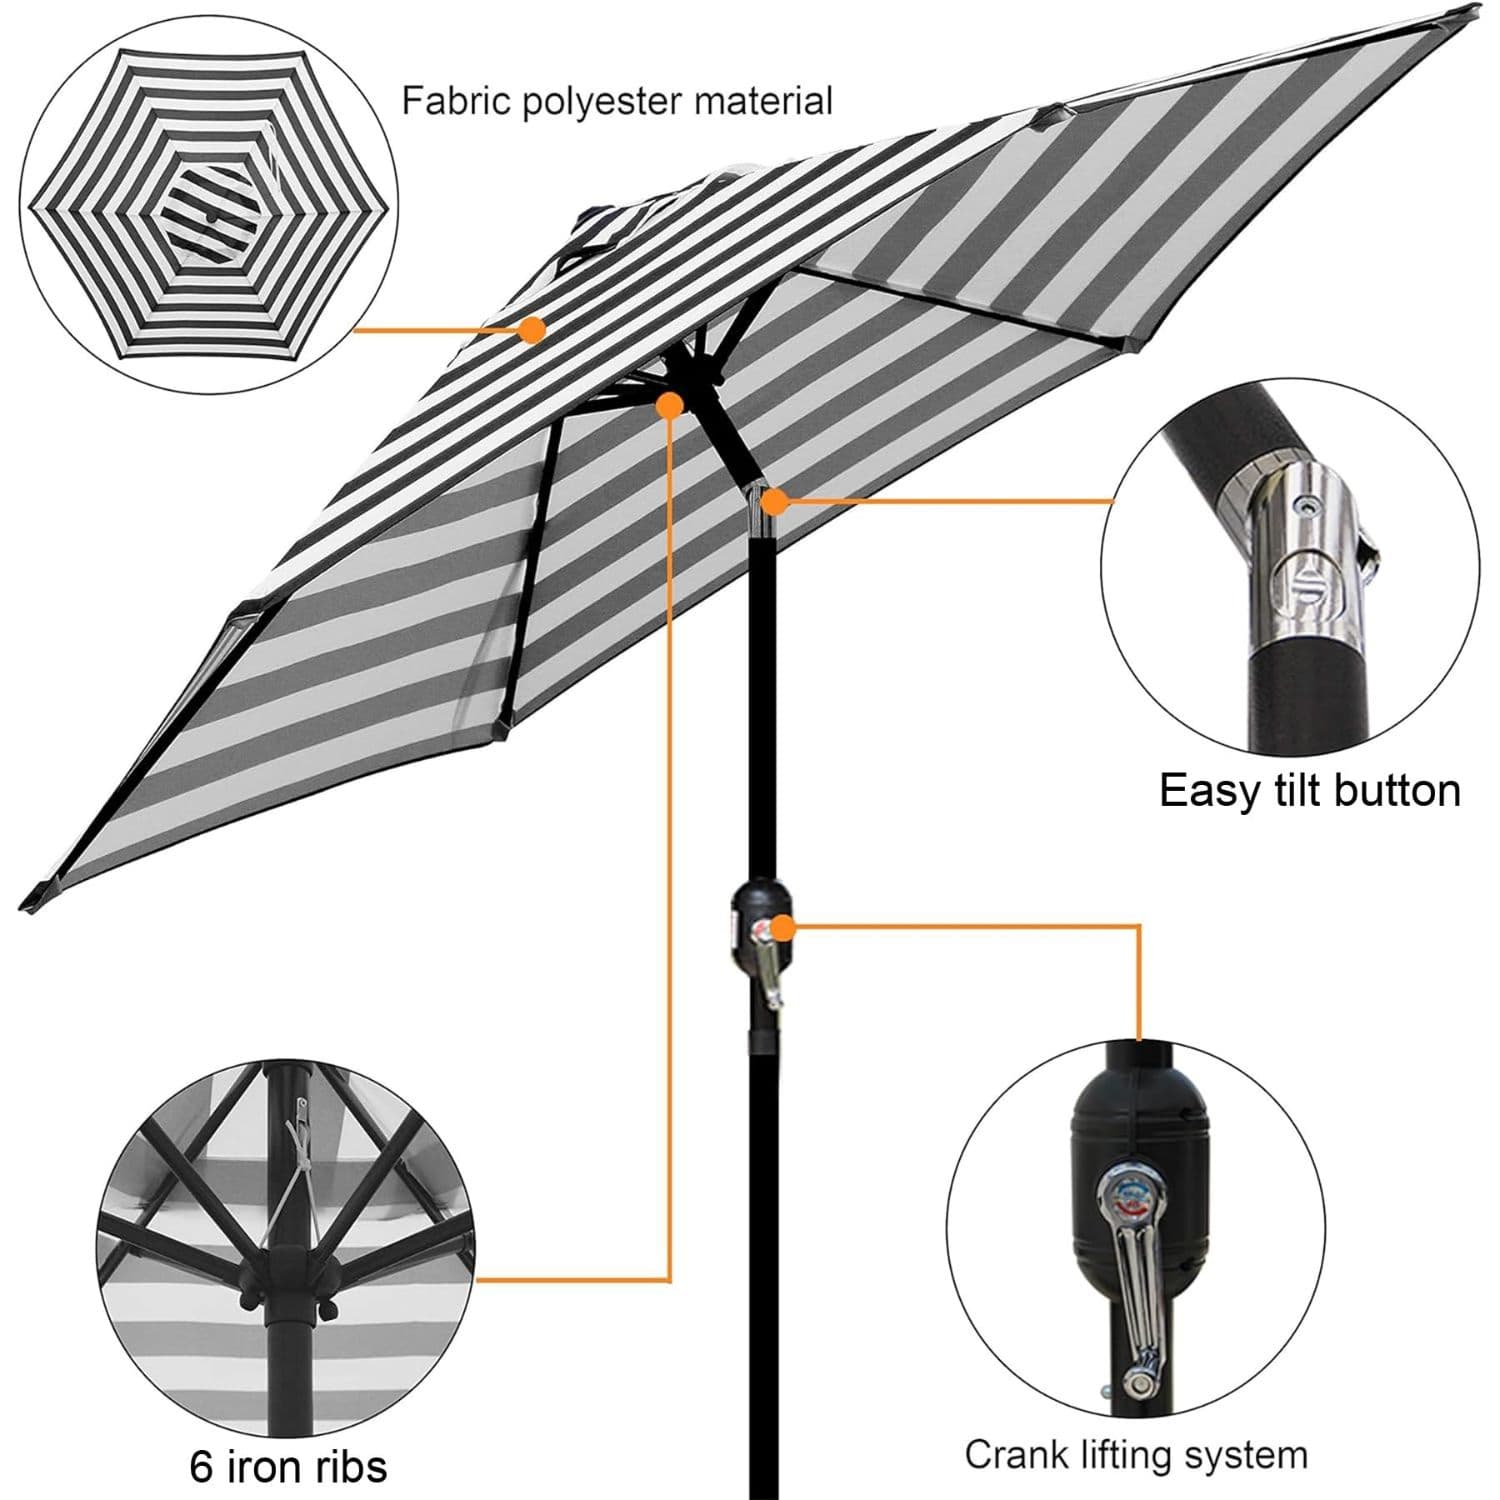 Fabric polyester material
Easy tilt button
6 iron ribs
Crank lifting system